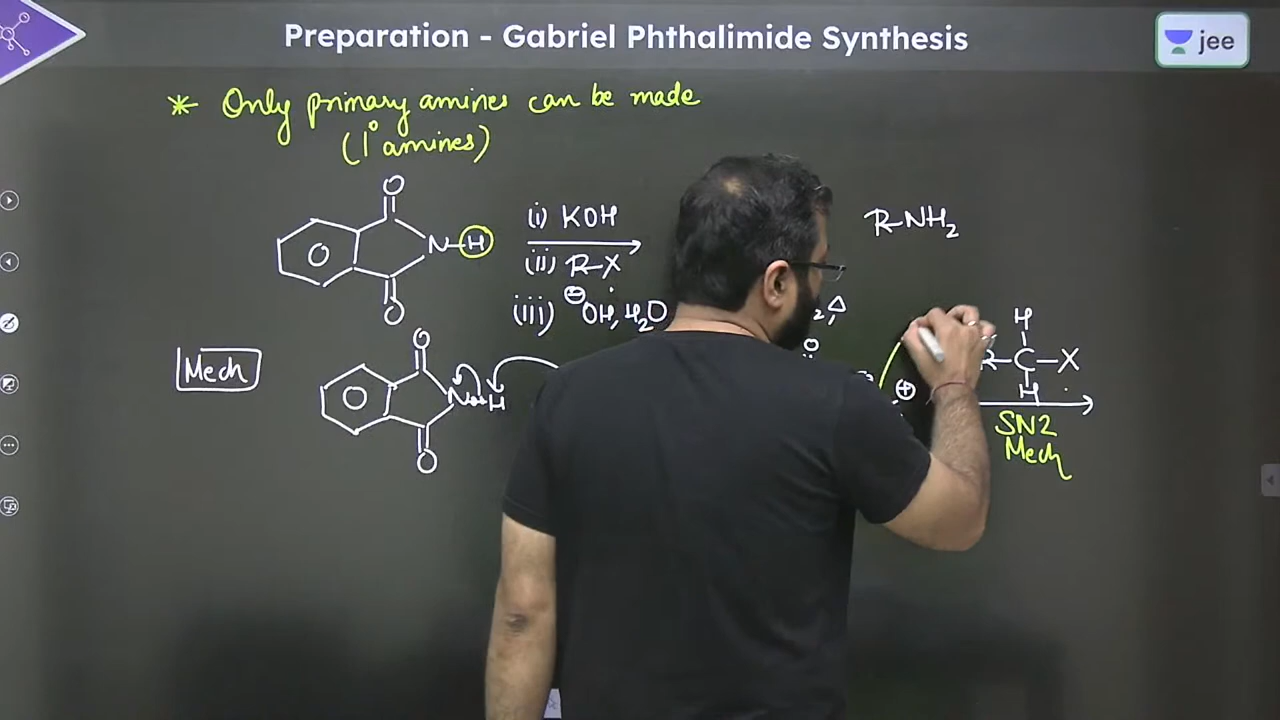 Preparation - Gabriel Phthalimide Synthesis
jee
* Only primary amines can be made
(1° amines)
O
N-H
O
O
(i) KOH
(ii) R-X
(iii) ⊖OH, H2O
R-NH2
2, Δ
Mech
O
N H
O
O
O
⊕
H
R-C-X
H
SN2
Mech